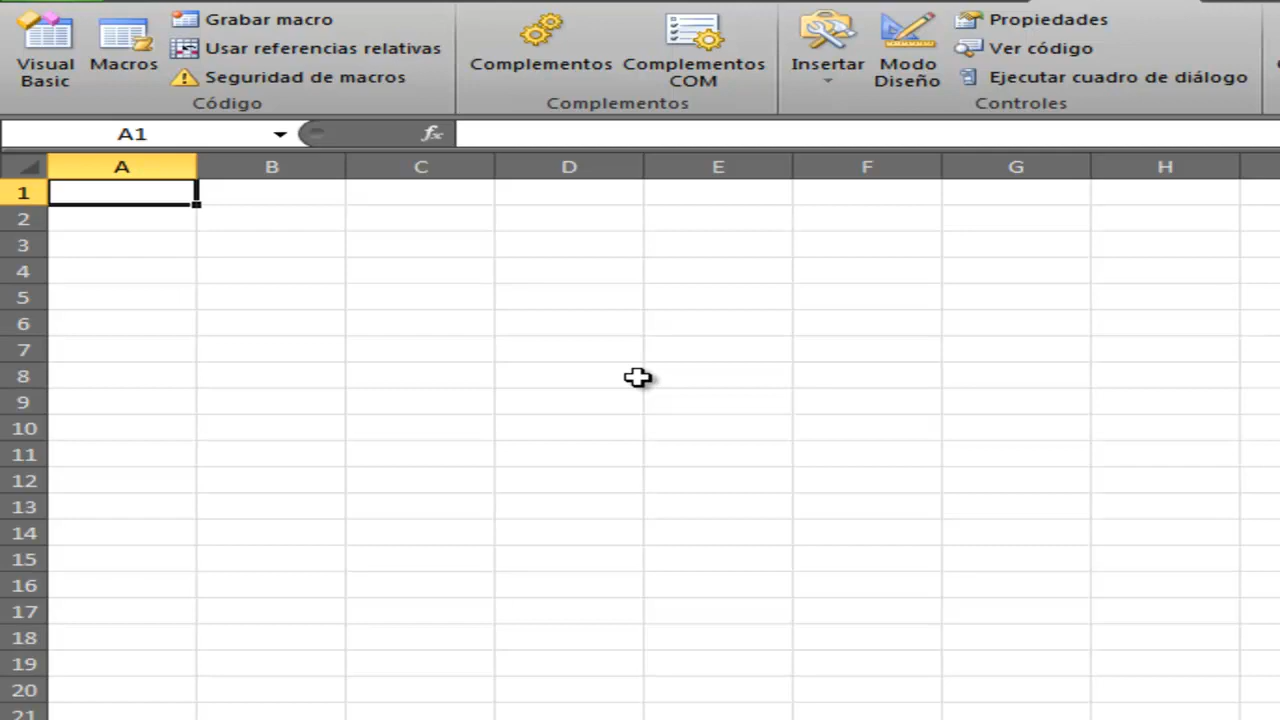 Visual Basic
Macros
Grabar macro
Usar referencias relativas
Seguridad de macros
Código
Complementos
Complementos COM
Complementos
Insertar
Modo Diseño
Propiedades
Ver código
Ejecutar cuadro de diálogo
Controles
A1
fx
A B C D E F G H
1
2
3
4
5
6
7
8
9
10
11
12
13
14
15
16
17
18
19
20
21